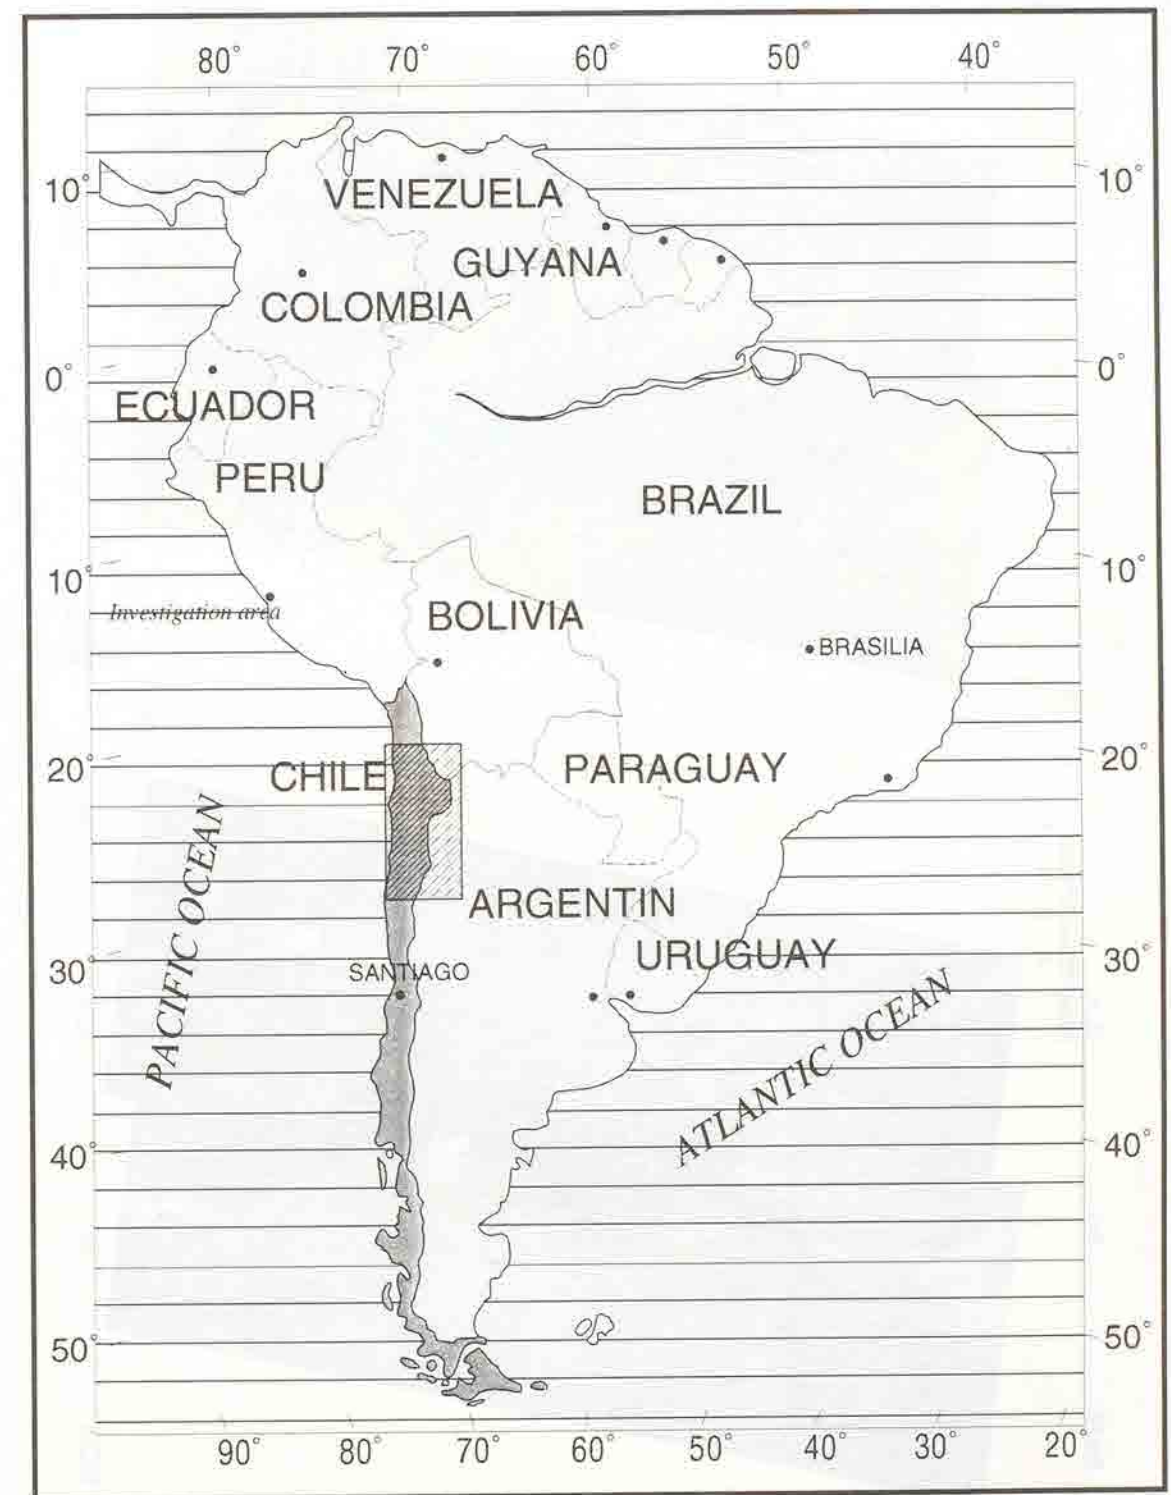 80° 70° 60° 50° 40°
10° 10°
VENEZUELA
GUYANA
COLOMBIA
0° 0°
ECUADOR
PERU
BRAZIL
10° 10°
Investigation area
BOLIVIA
BRASILIA
20° 20°
CHILE
PARAGUAY
PACIFIC OCEAN
ARGENTIN
URUGUAY
30° 30°
SANTIAGO
ATLANTIC OCEAN
40° 40°
50° 50°
90° 80° 70° 60° 50° 40° 30° 20°